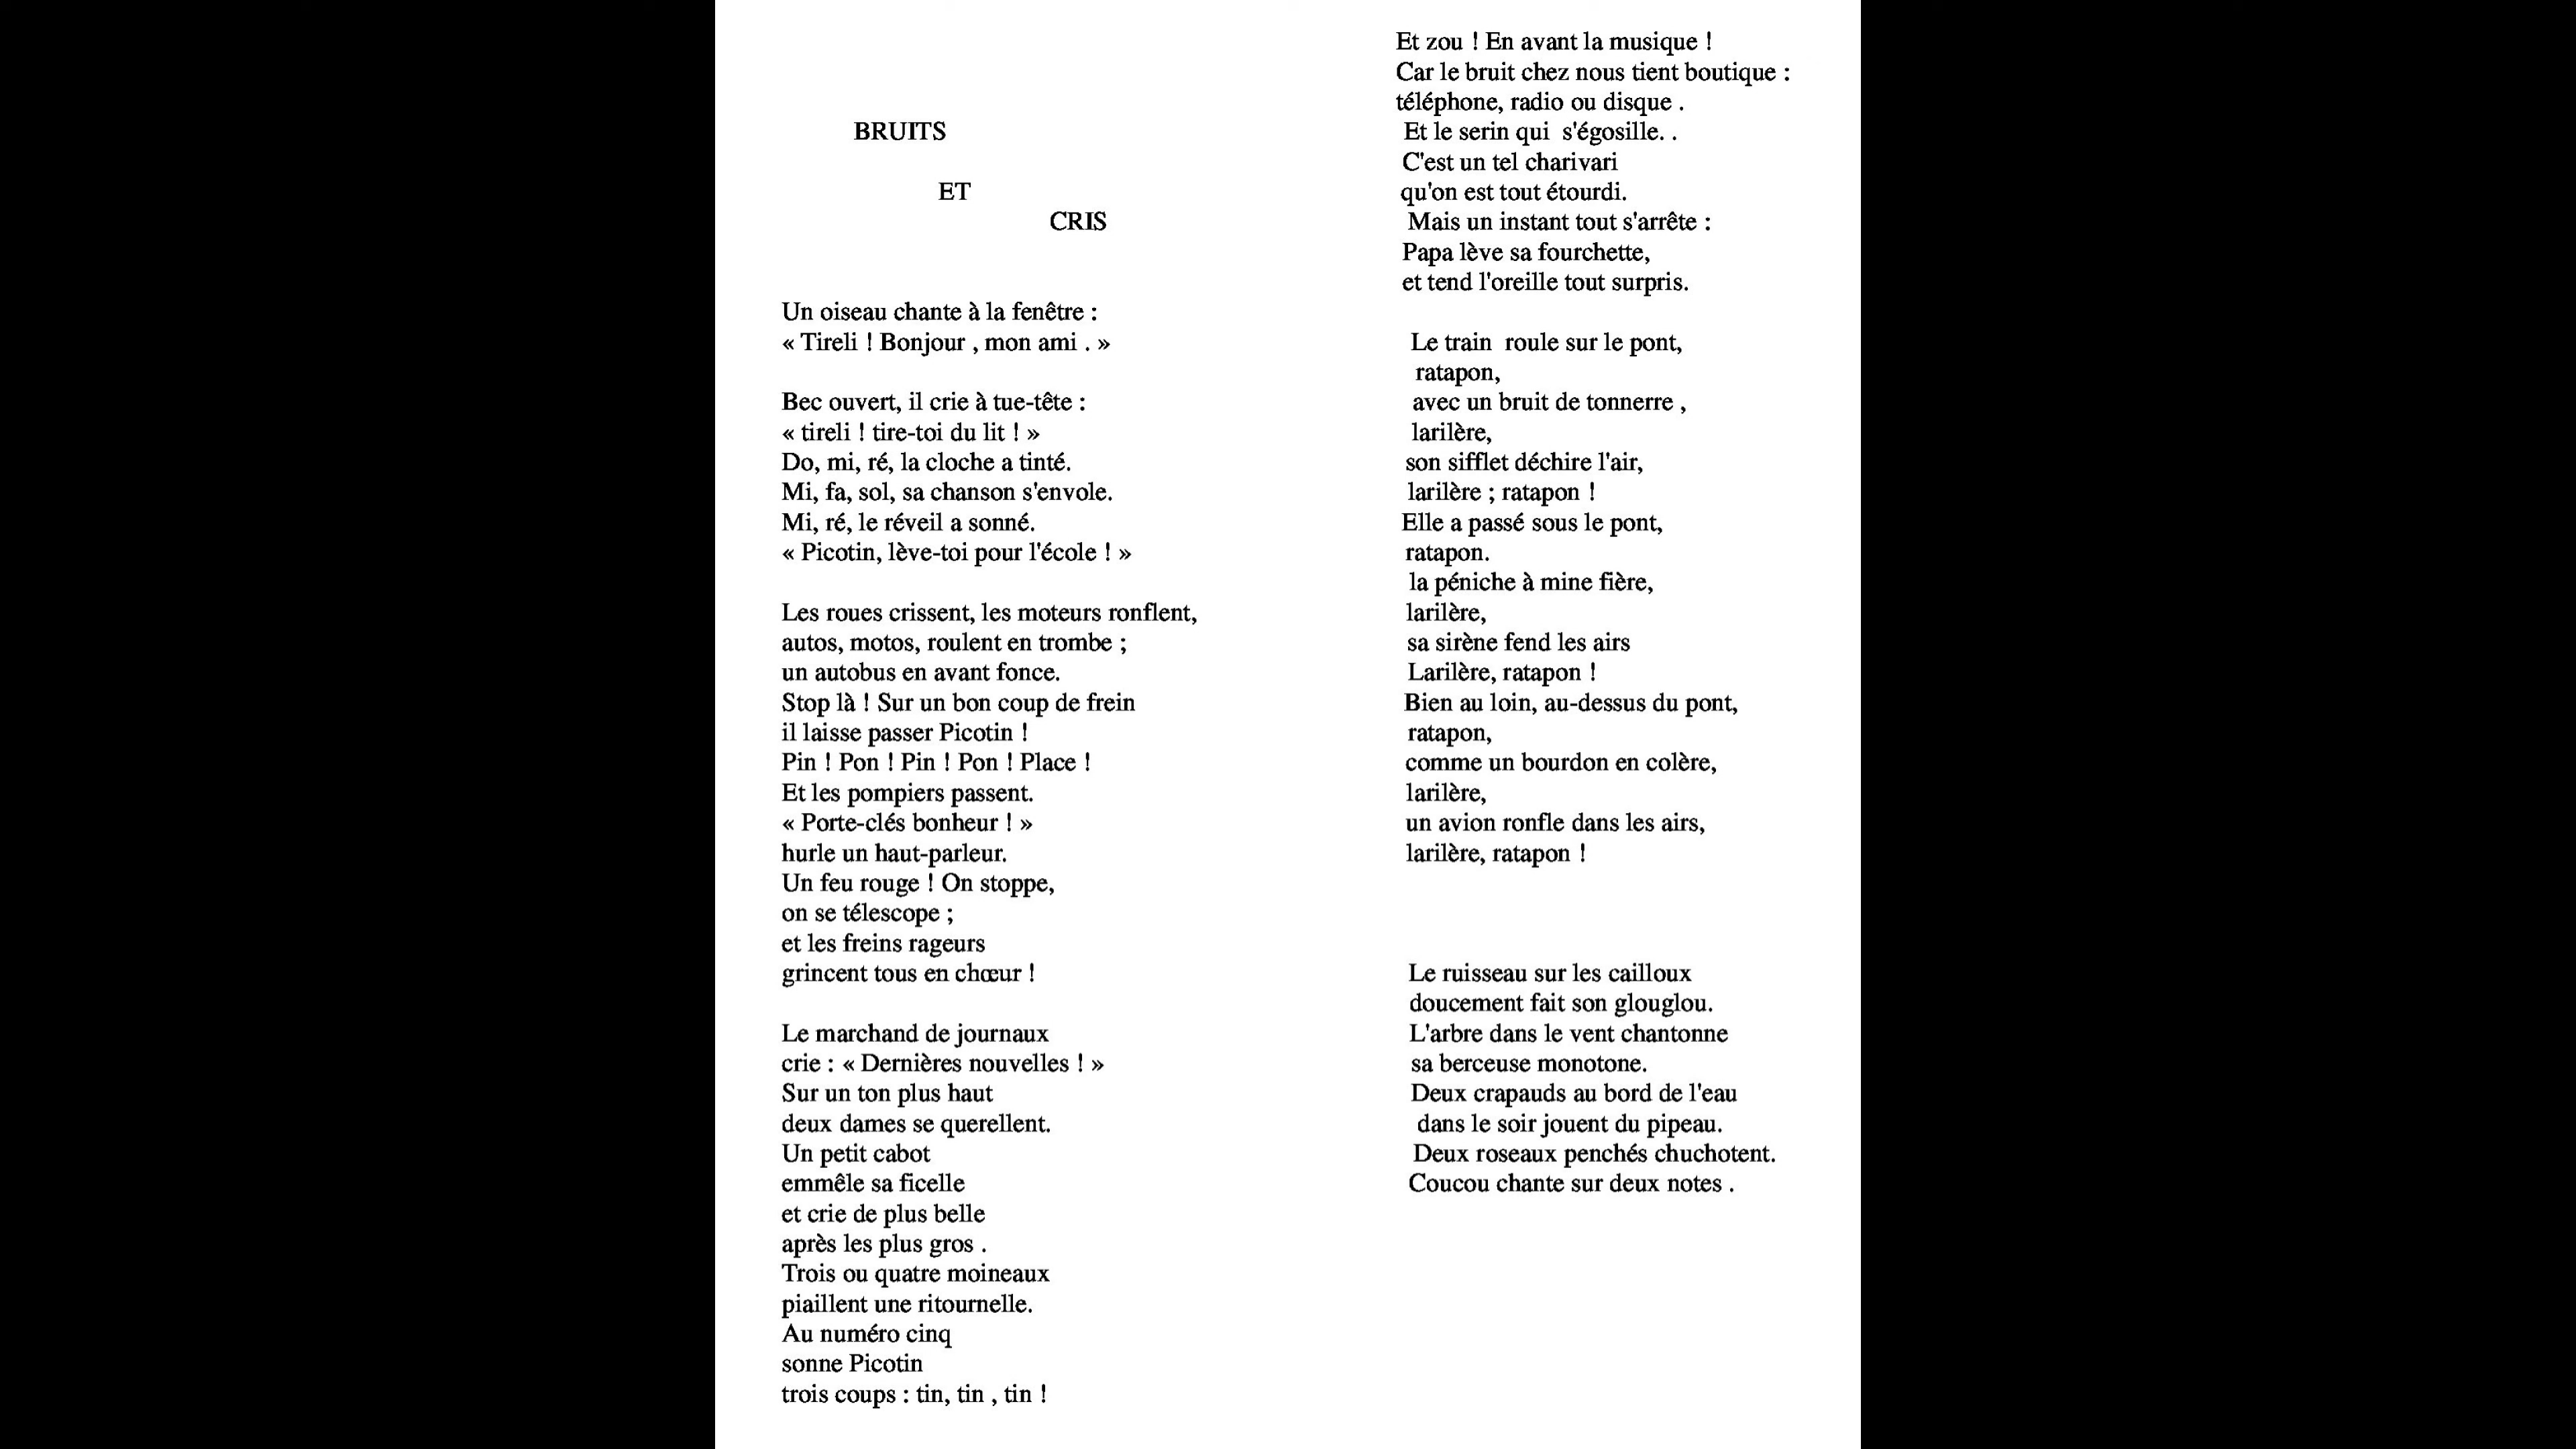 BRUITS
ET
CRIS
Un oiseau chante à la fenêtre :
« Tireli ! Bonjour , mon ami . »
Bec ouvert, il crie à tue-tête :
« tireli ! tire-toi du lit ! »
Do, mi, ré, la cloche a tinté.
Mi, fa, sol, sa chanson s'envole.
Mi, ré, le réveil a sonné.
« Picotin, lève-toi pour l'école ! »
Les roues crissent, les moteurs ronflent,
autos, motos, roulent en trombe ;
un autobus en avant fonce.
Stop là ! Sur un bon coup de frein
il laisse passer Picotin !
Pin ! Pon ! Pin ! Pon ! Place !
Et les pompiers passent.
« Porte-clés bonheur ! »
hurle un haut-parleur.
Un feu rouge ! On stoppe,
on se télescope ;
et les freins rageurs
grincent tous en chœur !
Le marchand de journaux
crie : « Dernières nouvelles ! »
Sur un ton plus haut
deux dames se querellent.
Un petit cabot
emmêle sa ficelle
et crie de plus belle
après les plus gros .
Trois ou quatre moineaux
piaillent une ritournelle.
Au numéro cinq
sonne Picotin
trois coups : tin, tin , tin !
Et zou ! En avant la musique !
Car le bruit chez nous tient boutique :
téléphone, radio ou disque .
Et le serin qui  s'égosille. .
C'est un tel charivari
qu'on est tout étourdi.
Mais un instant tout s'arrête :
Papa lève sa fourchette,
et tend l'oreille tout surpris.
Le train  roule sur le pont,
ratapon,
avec un bruit de tonnerre ,
larilère,
son sifflet déchire l'air,
larilère ; ratapon !
Elle a passé sous le pont,
ratapon.
la péniche à mine fière,
larilère,
sa sirène fend les airs
Larilère, ratapon !
Bien au loin, au-dessus du pont,
ratapon,
comme un bourdon en colère,
larilère,
un avion ronfle dans les airs,
larilère, ratapon !
Le ruisseau sur les cailloux
doucement fait son glouglou.
L'arbre dans le vent chantonne
sa berceuse monotone.
Deux crapauds au bord de l'eau
dans le soir jouent du pipeau.
Deux roseaux penchés chuchotent.
Coucou chante sur deux notes .